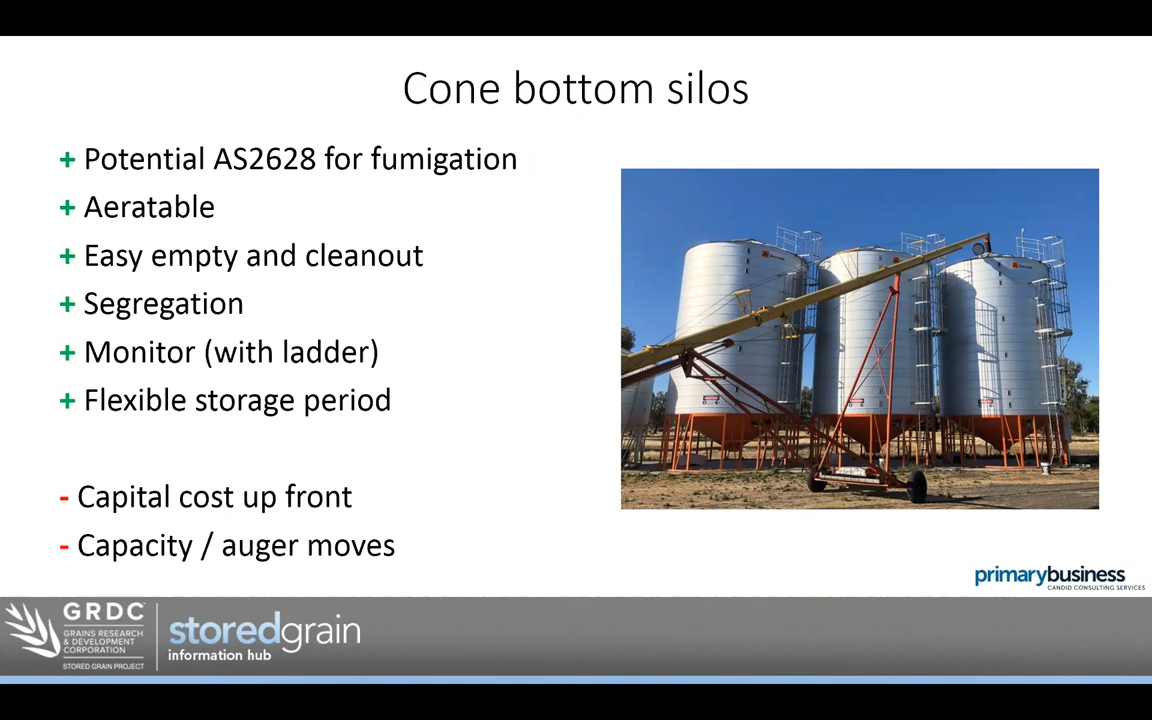 Cone bottom silos
+ Potential AS2628 for fumigation
+ Aeratable
+ Easy empty and cleanout
+ Segregation
+ Monitor (with ladder)
+ Flexible storage period
- Capital cost up front
- Capacity / auger moves
primarybusiness
CANDID CONSULTING SERVICES
GRDC
GRAINS RESEARCH
& DEVELOPMENT
CORPORATION
STORED GRAIN PROJECT
storedgrain
information hub